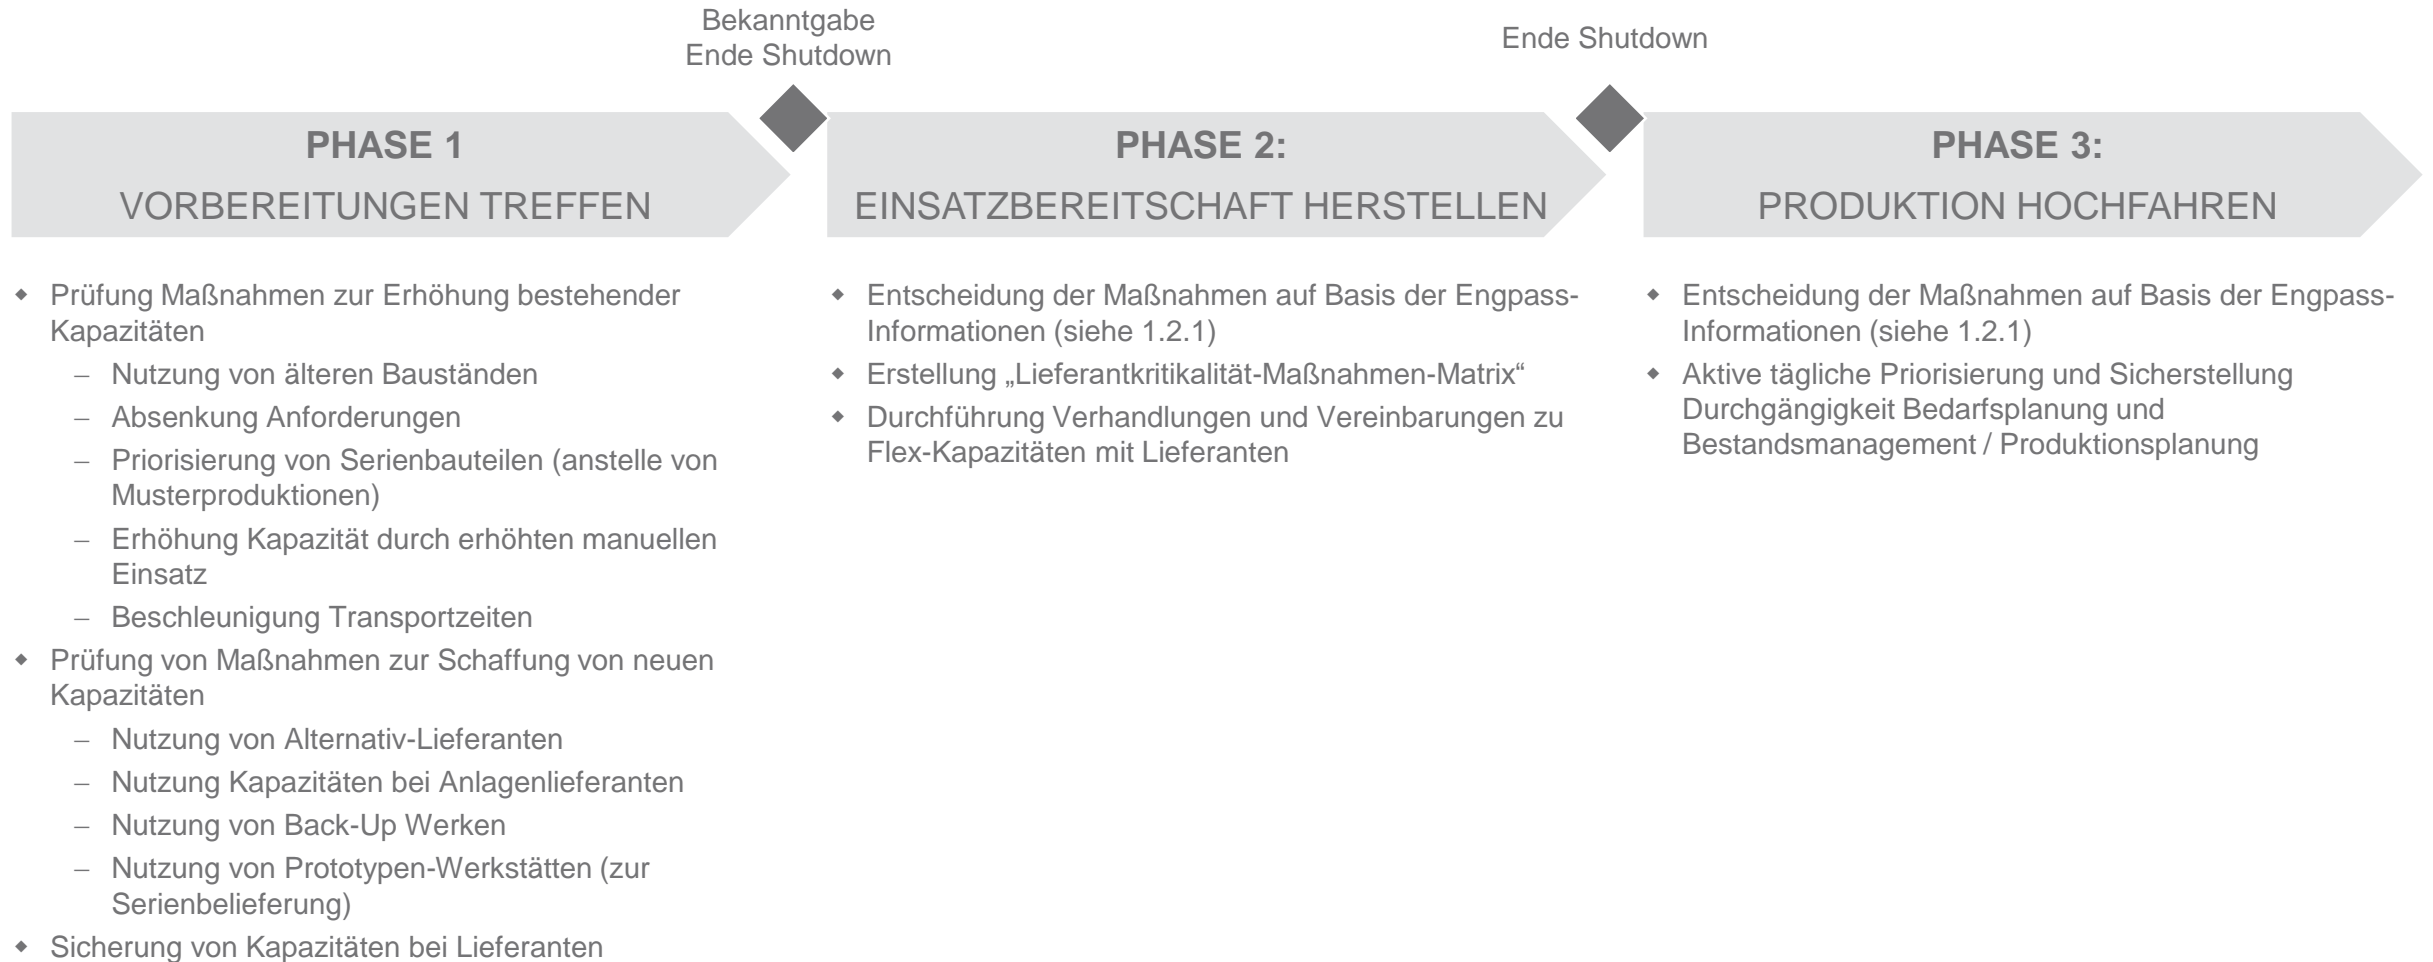 Bekanntgabe
Ende Shutdown
Ende Shutdown
PHASE 1
VORBEREITUNGEN TREFFEN
PHASE 2:
EINSATZBEREITSCHAFT HERSTELLEN
PHASE 3:
PRODUKTION HOCHFAHREN
◆ Prüfung Maßnahmen zur Erhöhung bestehender
Kapazitäten
– Nutzung von älteren Bauständen
– Absenkung Anforderungen
– Priorisierung von Serienbauteilen (anstelle von
Musterproduktionen)
– Erhöhung Kapazität durch erhöhten manuellen
Einsatz
– Beschleunigung Transportzeiten
◆ Prüfung von Maßnahmen zur Schaffung von neuen
Kapazitäten
– Nutzung von Alternativ-Lieferanten
– Nutzung Kapazitäten bei Anlagenlieferanten
– Nutzung von Back-Up Werken
– Nutzung von Prototypen-Werkstätten (zur
Serienbelieferung)
◆ Sicherung von Kapazitäten bei Lieferanten
◆ Entscheidung der Maßnahmen auf Basis der Engpass-
Informationen (siehe 1.2.1)
◆ Erstellung „Lieferantkritikalität-Maßnahmen-Matrix“
◆ Durchführung Verhandlungen und Vereinbarungen zu
Flex-Kapazitäten mit Lieferanten
◆ Entscheidung der Maßnahmen auf Basis der Engpass-
Informationen (siehe 1.2.1)
◆ Aktive tägliche Priorisierung und Sicherstellung
Durchgängigkeit Bedarfsplanung und
Bestandsmanagement / Produktionsplanung